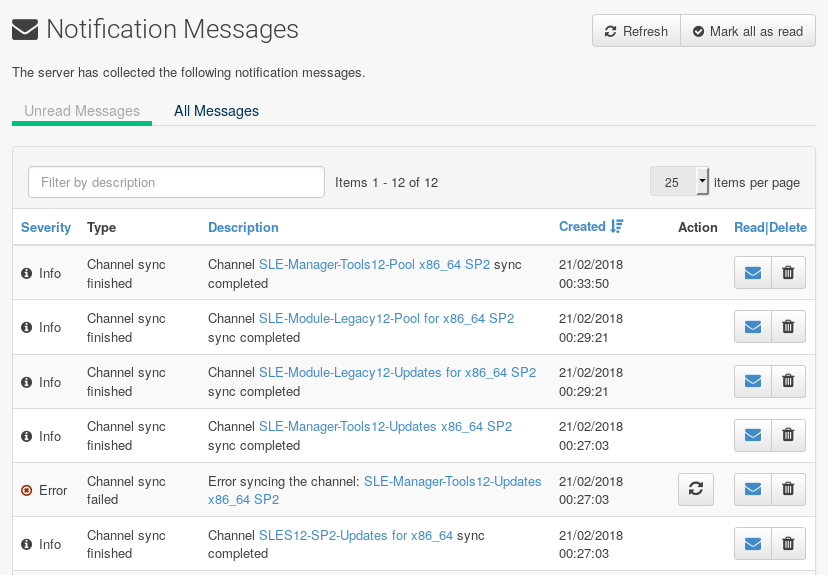 Notification Messages
Refresh
Mark all as read
The server has collected the following notification messages.
Unread Messages
All Messages
Filter by description
Items 1 - 12 of 12
25
items per page
Severity Type Description Created Action Read|Delete
Info
Channel sync
finished
Channel SLE-Manager-Tools12-Pool x86_64 SP2 sync
completed
21/02/2018
00:33:50
Info
Channel sync
finished
Channel SLE-Module-Legacy12-Pool for x86_64 SP2
sync completed
21/02/2018
00:29:21
Info
Channel sync
finished
Channel SLE-Module-Legacy12-Updates for x86_64 SP2
sync completed
21/02/2018
00:29:21
Info
Channel sync
finished
Channel SLE-Manager-Tools12-Updates x86_64 SP2
sync completed
21/02/2018
00:27:03
Error
Channel sync
failed
Error syncing the channel: SLE-Manager-Tools12-Updates
x86_64 SP2
21/02/2018
00:27:03
Info
Channel sync
finished
Channel SLES12-SP2-Updates for x86_64 sync
completed
21/02/2018
00:27:03